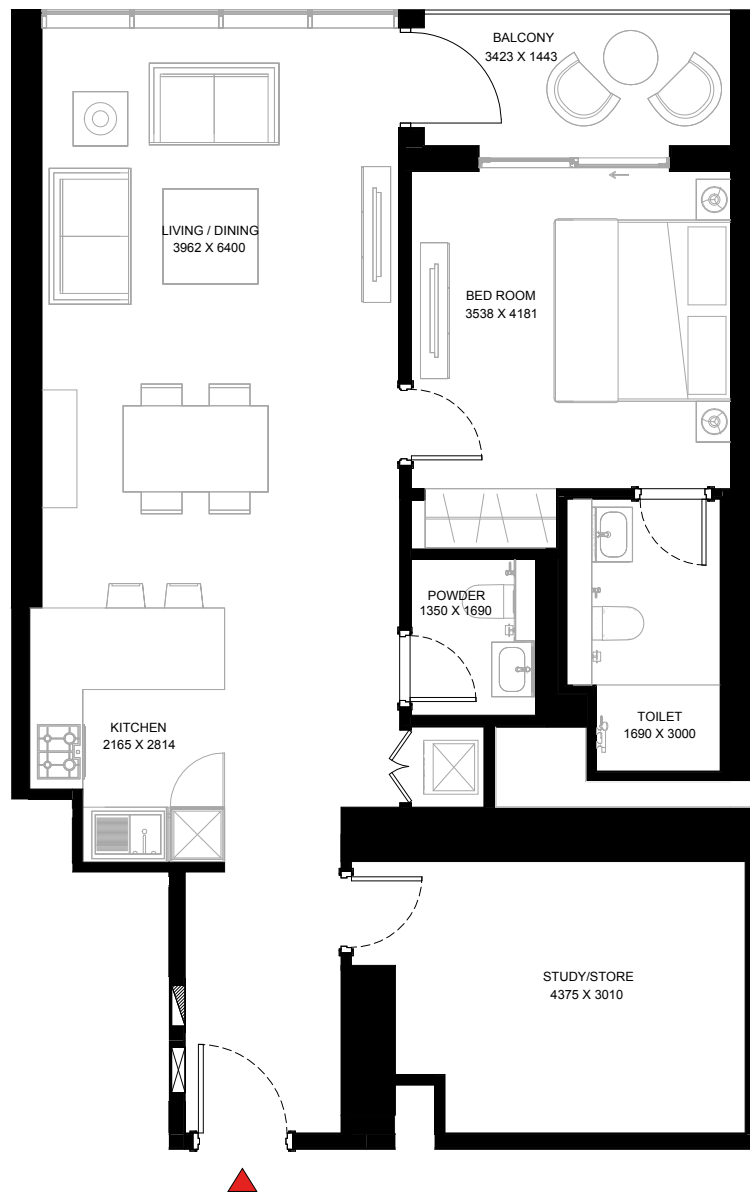 BALCONY
3423 X 1443
LIVING / DINING
3962 X 6400
BED ROOM
3538 X 4181
POWDER
1350 X 1690
KITCHEN
2165 X 2814
TOILET
1690 X 3000
STUDY/STORE
4375 X 3010